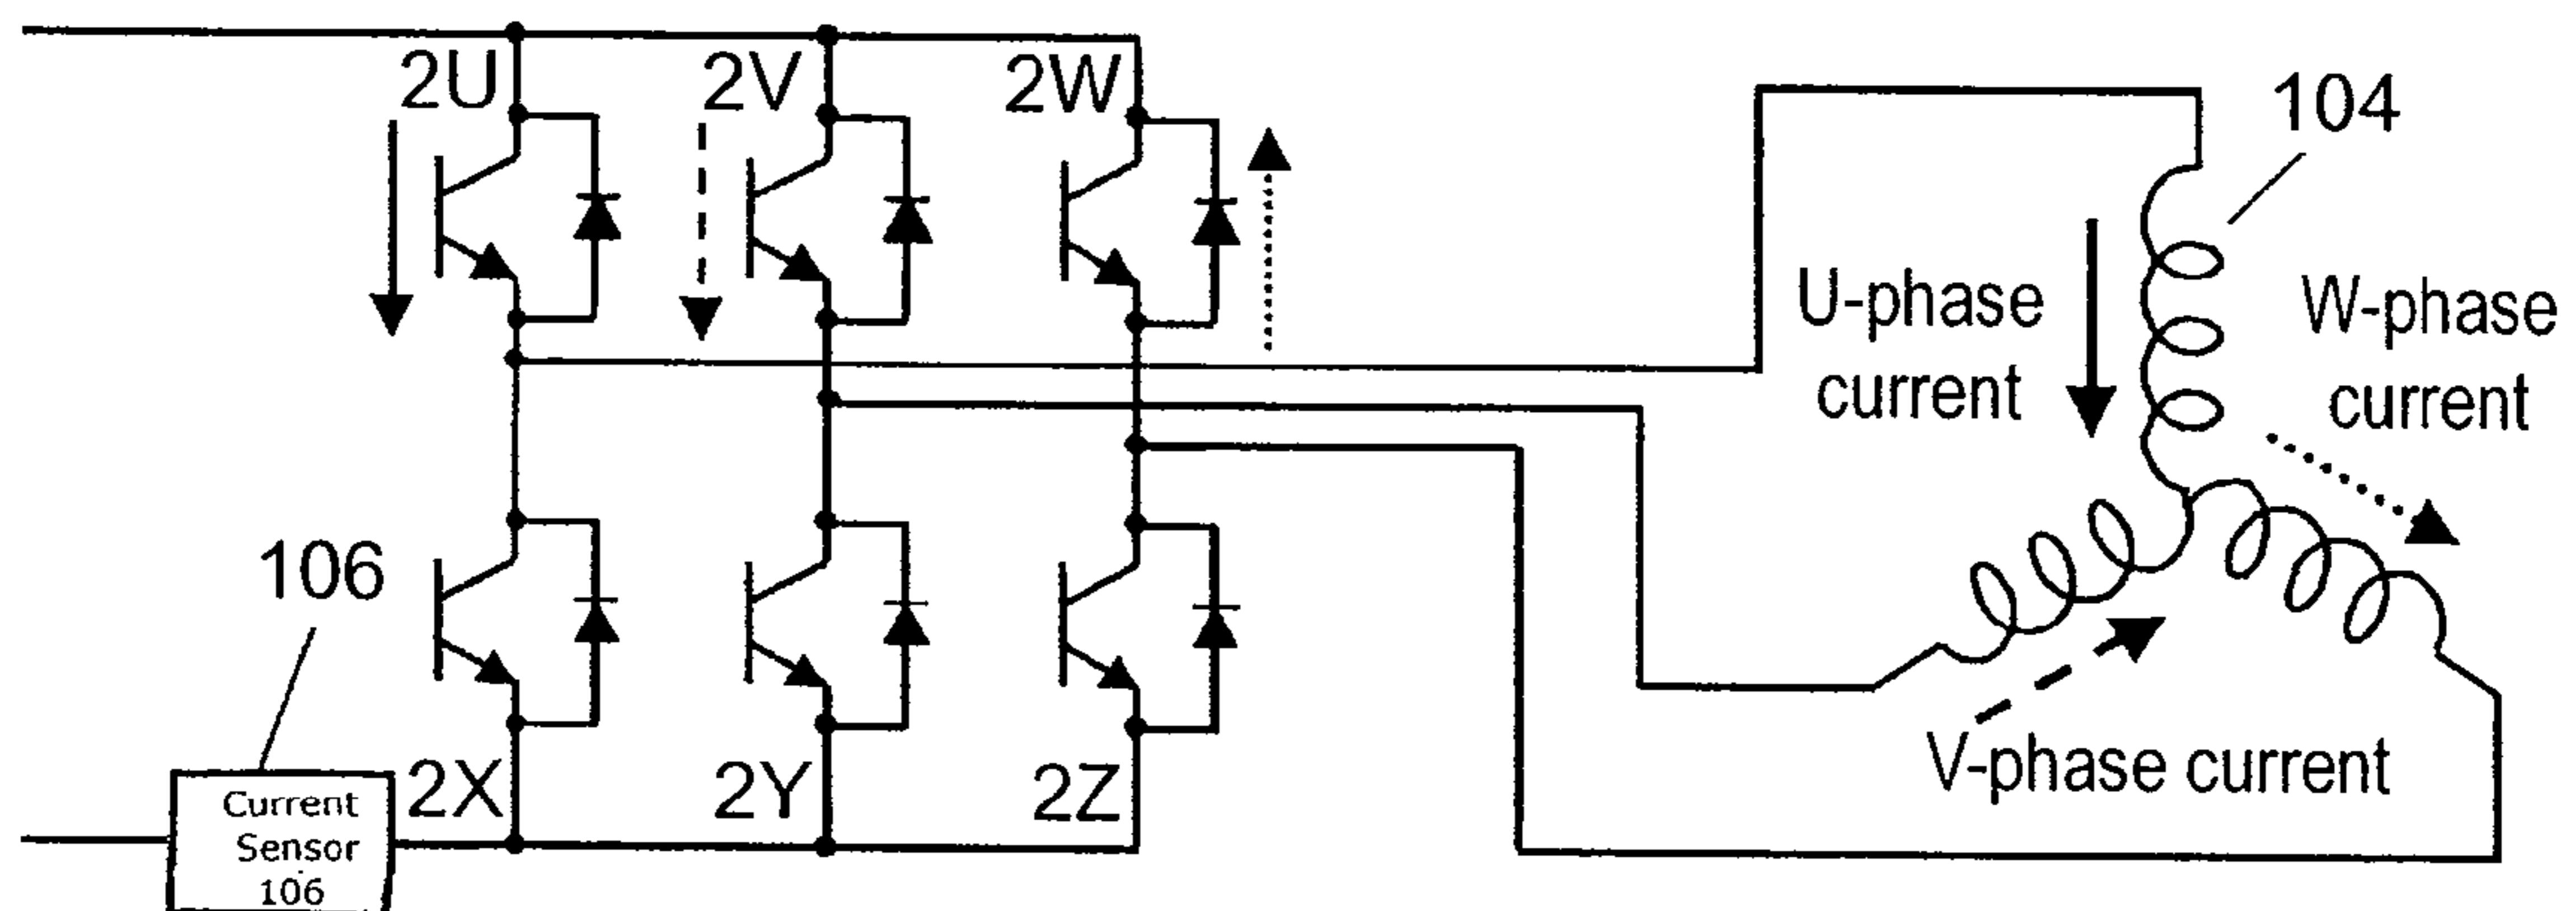 2U
2V
2W
104
U-phase
current
W-phase
current
106
2X
2Y
2Z
V-phase current
Current
Sensor
106